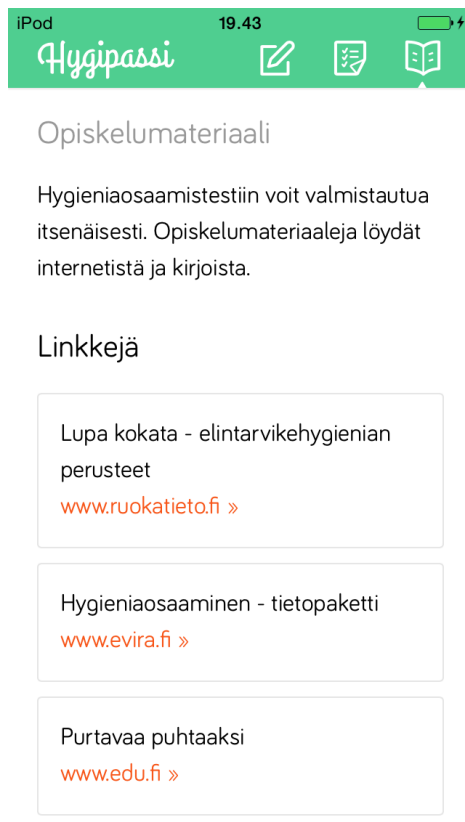 iPod 19.43
Hygipassi
Opiskelumateriaali
Hygieniaosaamistestiin voit valmistautua
itsenäisesti. Opiskelumateriaaleja löydät
internetistä ja kirjoista.
Linkkejä
Lupa kokata - elintarvikehygienian
perusteet
www.ruokatieto.fi »
Hygieniaosaaminen - tietopaketti
www.evira.fi »
Purtavaa puhtaaksi
www.edu.fi »